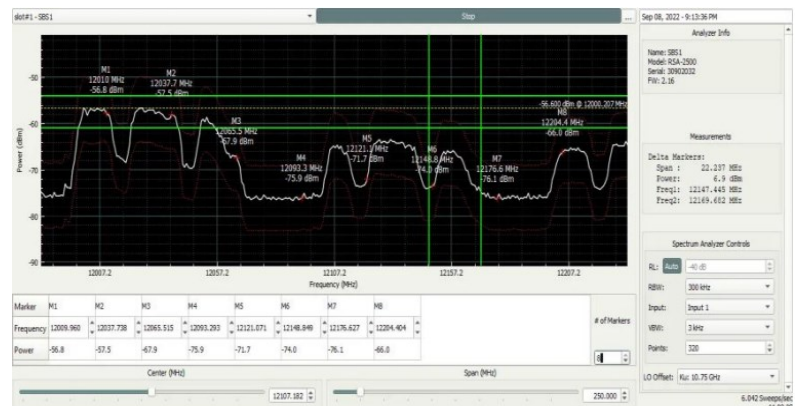 slot#1 - SBS1
Stop
...
Sep 08, 2022 - 9:13:36 PM
Analyzer Info
Name: SBS1
Model: RSA-2500
Serial: 30902032
FW: 2.16
Measurements
Delta Markers:
Span : 22.237 MHz
Power: 6.9 dBm
Freq1: 12147.445 MHz
Freq2: 12169.682 MHz
Spectrum Analyzer Controls
RL: Auto -40 dB
RBW: 300 kHz
Input: Input 1
VBW: 3 kHz
Points: 320
LO Offset: Ku: 10.75 GHz
6.042 Sweeps/sec
Power (dBm)
-50
-60
-70
-80
-90
M1
12010 MHz
-56.8 dBm
M2
12037.7 MHz
-57.5 dBm
M3
12065.5 MHz
-67.9 dBm
M4
12093.3 MHz
-75.9 dBm
M5
12121.1 MHz
-71.7 dBm
M6
12148.8 MHz
-74.0 dBm
M7
12176.6 MHz
-76.1 dBm
-56.600 dBm @ 12000.207 MHz
M8
12204.4 MHz
-66.0 dBm
12007.2 12057.2 12107.2 12157.2 12207.2
Frequency (MHz)
Marker M1 M2 M3 M4 M5 M6 M7 M8
Frequency 12009.960 12037.738 12065.515 12093.293 12121.071 12148.849 12176.627 12204.404
Power -56.8 -57.5 -67.9 -75.9 -71.7 -74.0 -76.1 -66.0
# of Markers
8
Center (MHz)
12107.182
Span (MHz)
250.000